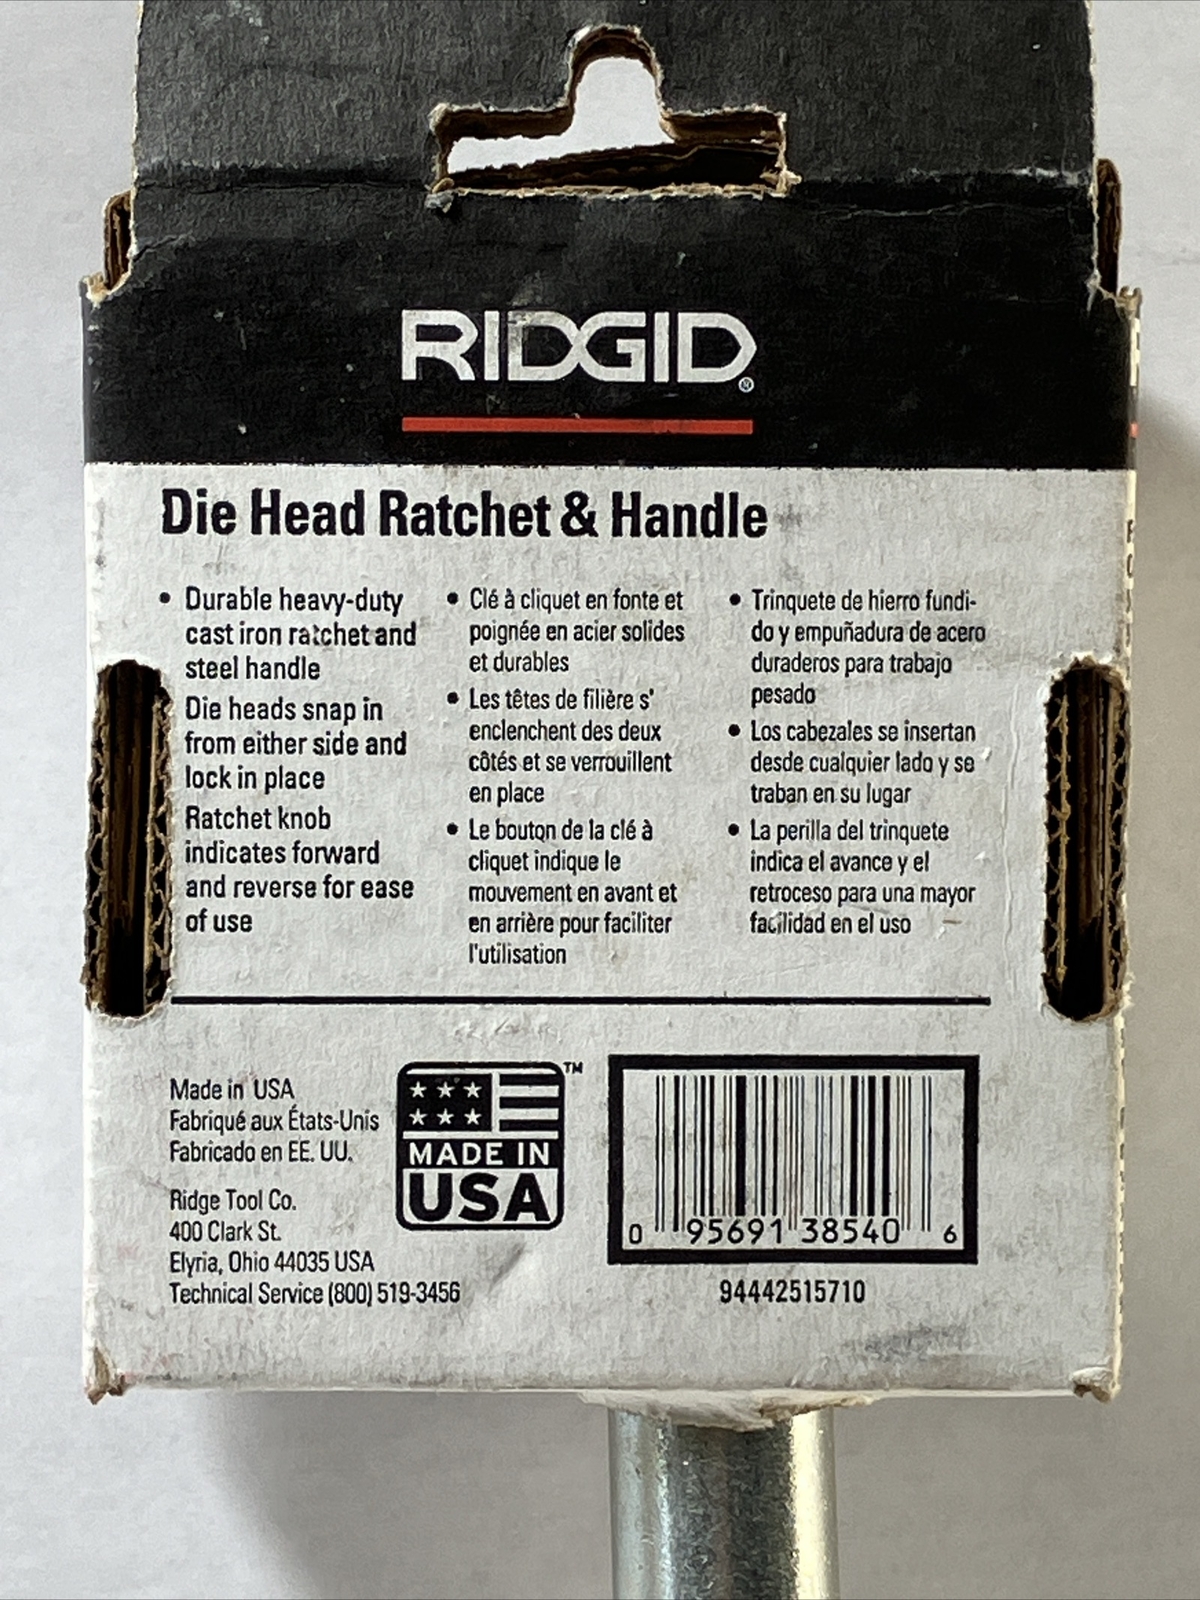 RIDGID®
Die Head Ratchet & Handle
• Durable heavy-duty
cast iron ratchet and
steel handle
Die heads snap in
from either side and
lock in place
Ratchet knob
indicates forward
and reverse for ease
of use
• Clé à cliquet en fonte et
poignée en acier solides
et durables
• Les têtes de filière s'
enclenchent des deux
côtés et se verrouillent
en place
• Le bouton de la clé à
cliquet indique le
mouvement en avant et
en arrière pour faciliter
l'utilisation
• Trinquete de hierro fundi-
do y empuñadura de acero
duraderos para trabajo
pesado
• Los cabezales se insertan
desde cualquier lado y se
traban en su lugar
• La perilla del trinquete
indica el avance y el
retroceso para una mayor
facilidad en el uso
Made in USA
Fabriqué aux États-Unis
Fabricado en EE. UU.
Ridge Tool Co.
400 Clark St.
Elyria, Ohio 44035 USA
Technical Service (800) 519-3456
MADE IN
USA
™
0 95691 38540 6
94442515710